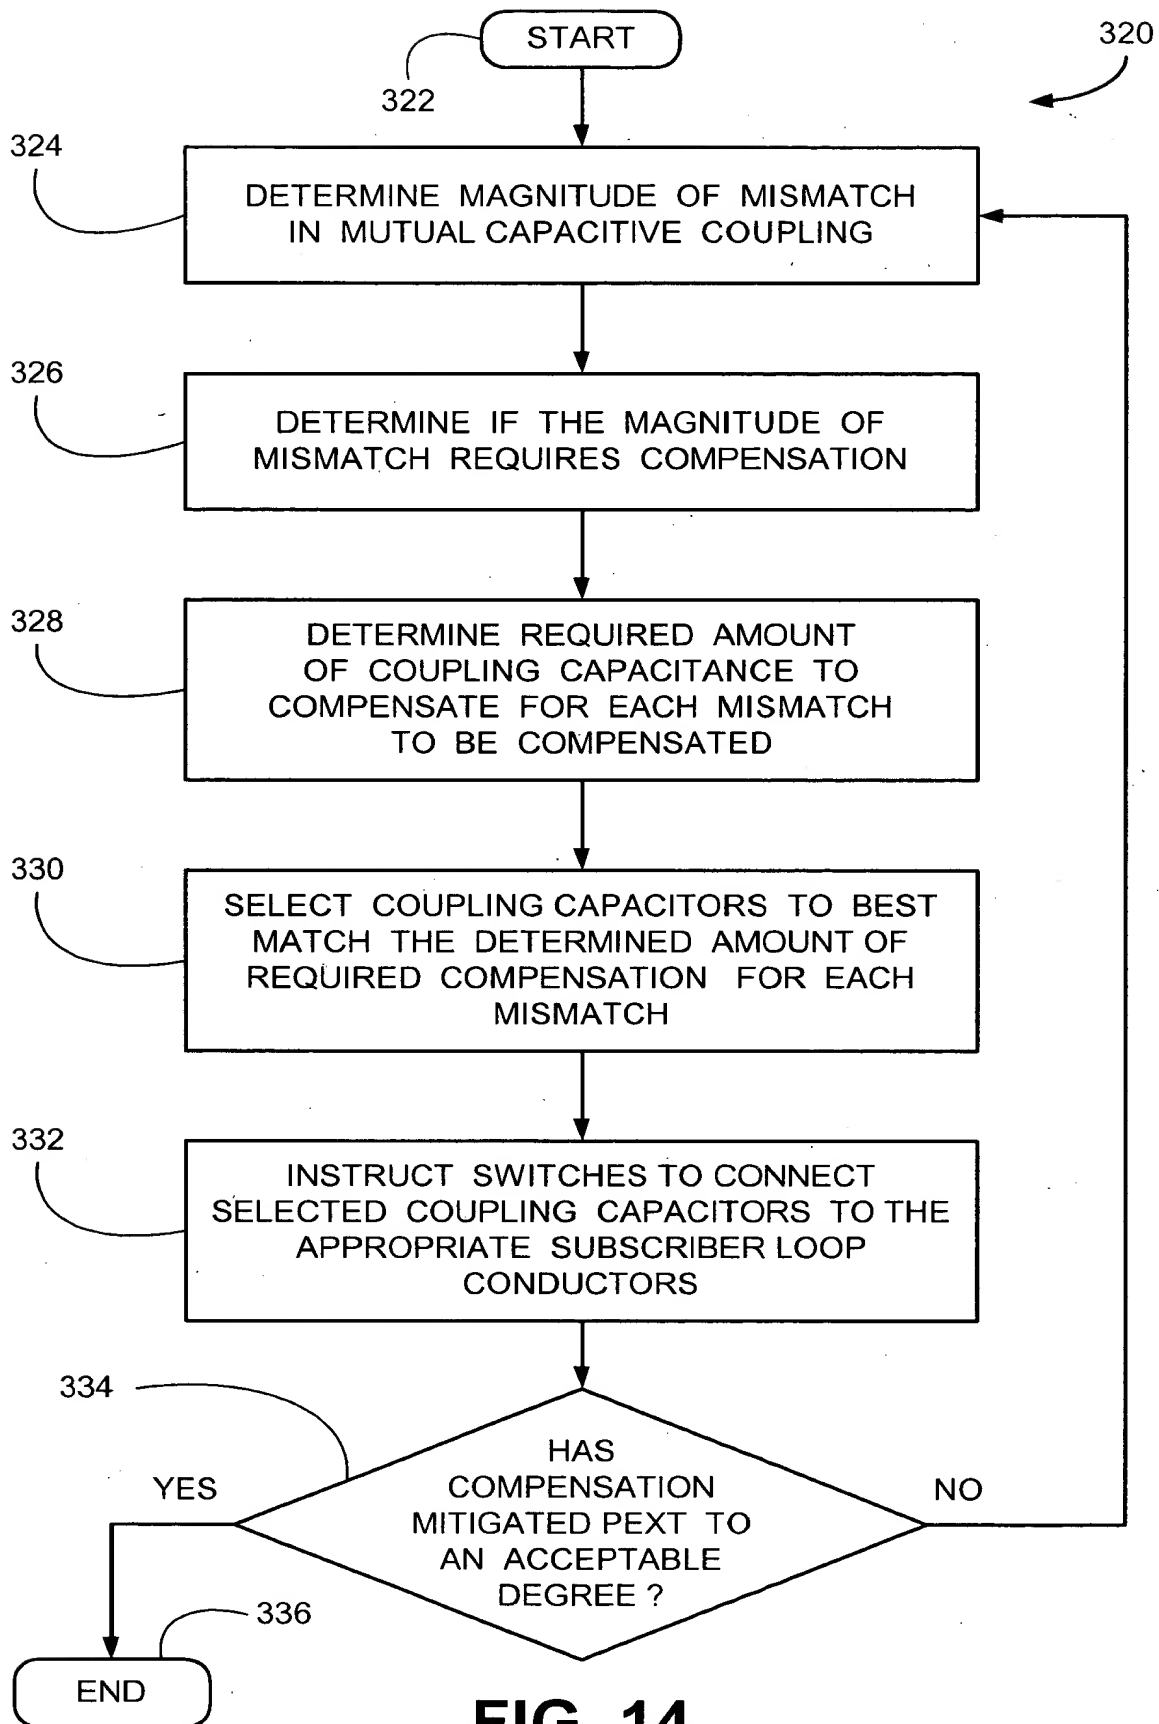 START
320
322
324
DETERMINE MAGNITUDE OF MISMATCH
IN MUTUAL CAPACITIVE COUPLING
326
DETERMINE IF THE MAGNITUDE OF
MISMATCH REQUIRES COMPENSATION
328
DETERMINE REQUIRED AMOUNT
OF COUPLING CAPACITANCE TO
COMPENSATE FOR EACH MISMATCH
TO BE COMPENSATED
330
SELECT COUPLING CAPACITORS TO BEST
MATCH THE DETERMINED AMOUNT OF
REQUIRED COMPENSATION FOR EACH
MISMATCH
332
INSTRUCT SWITCHES TO CONNECT
SELECTED COUPLING CAPACITORS TO THE
APPROPRIATE SUBSCRIBER LOOP
CONDUCTORS
334
HAS
COMPENSATION
MITIGATED PEXT TO
AN ACCEPTABLE
DEGREE ?
YES
NO
336
END
FIG. 14